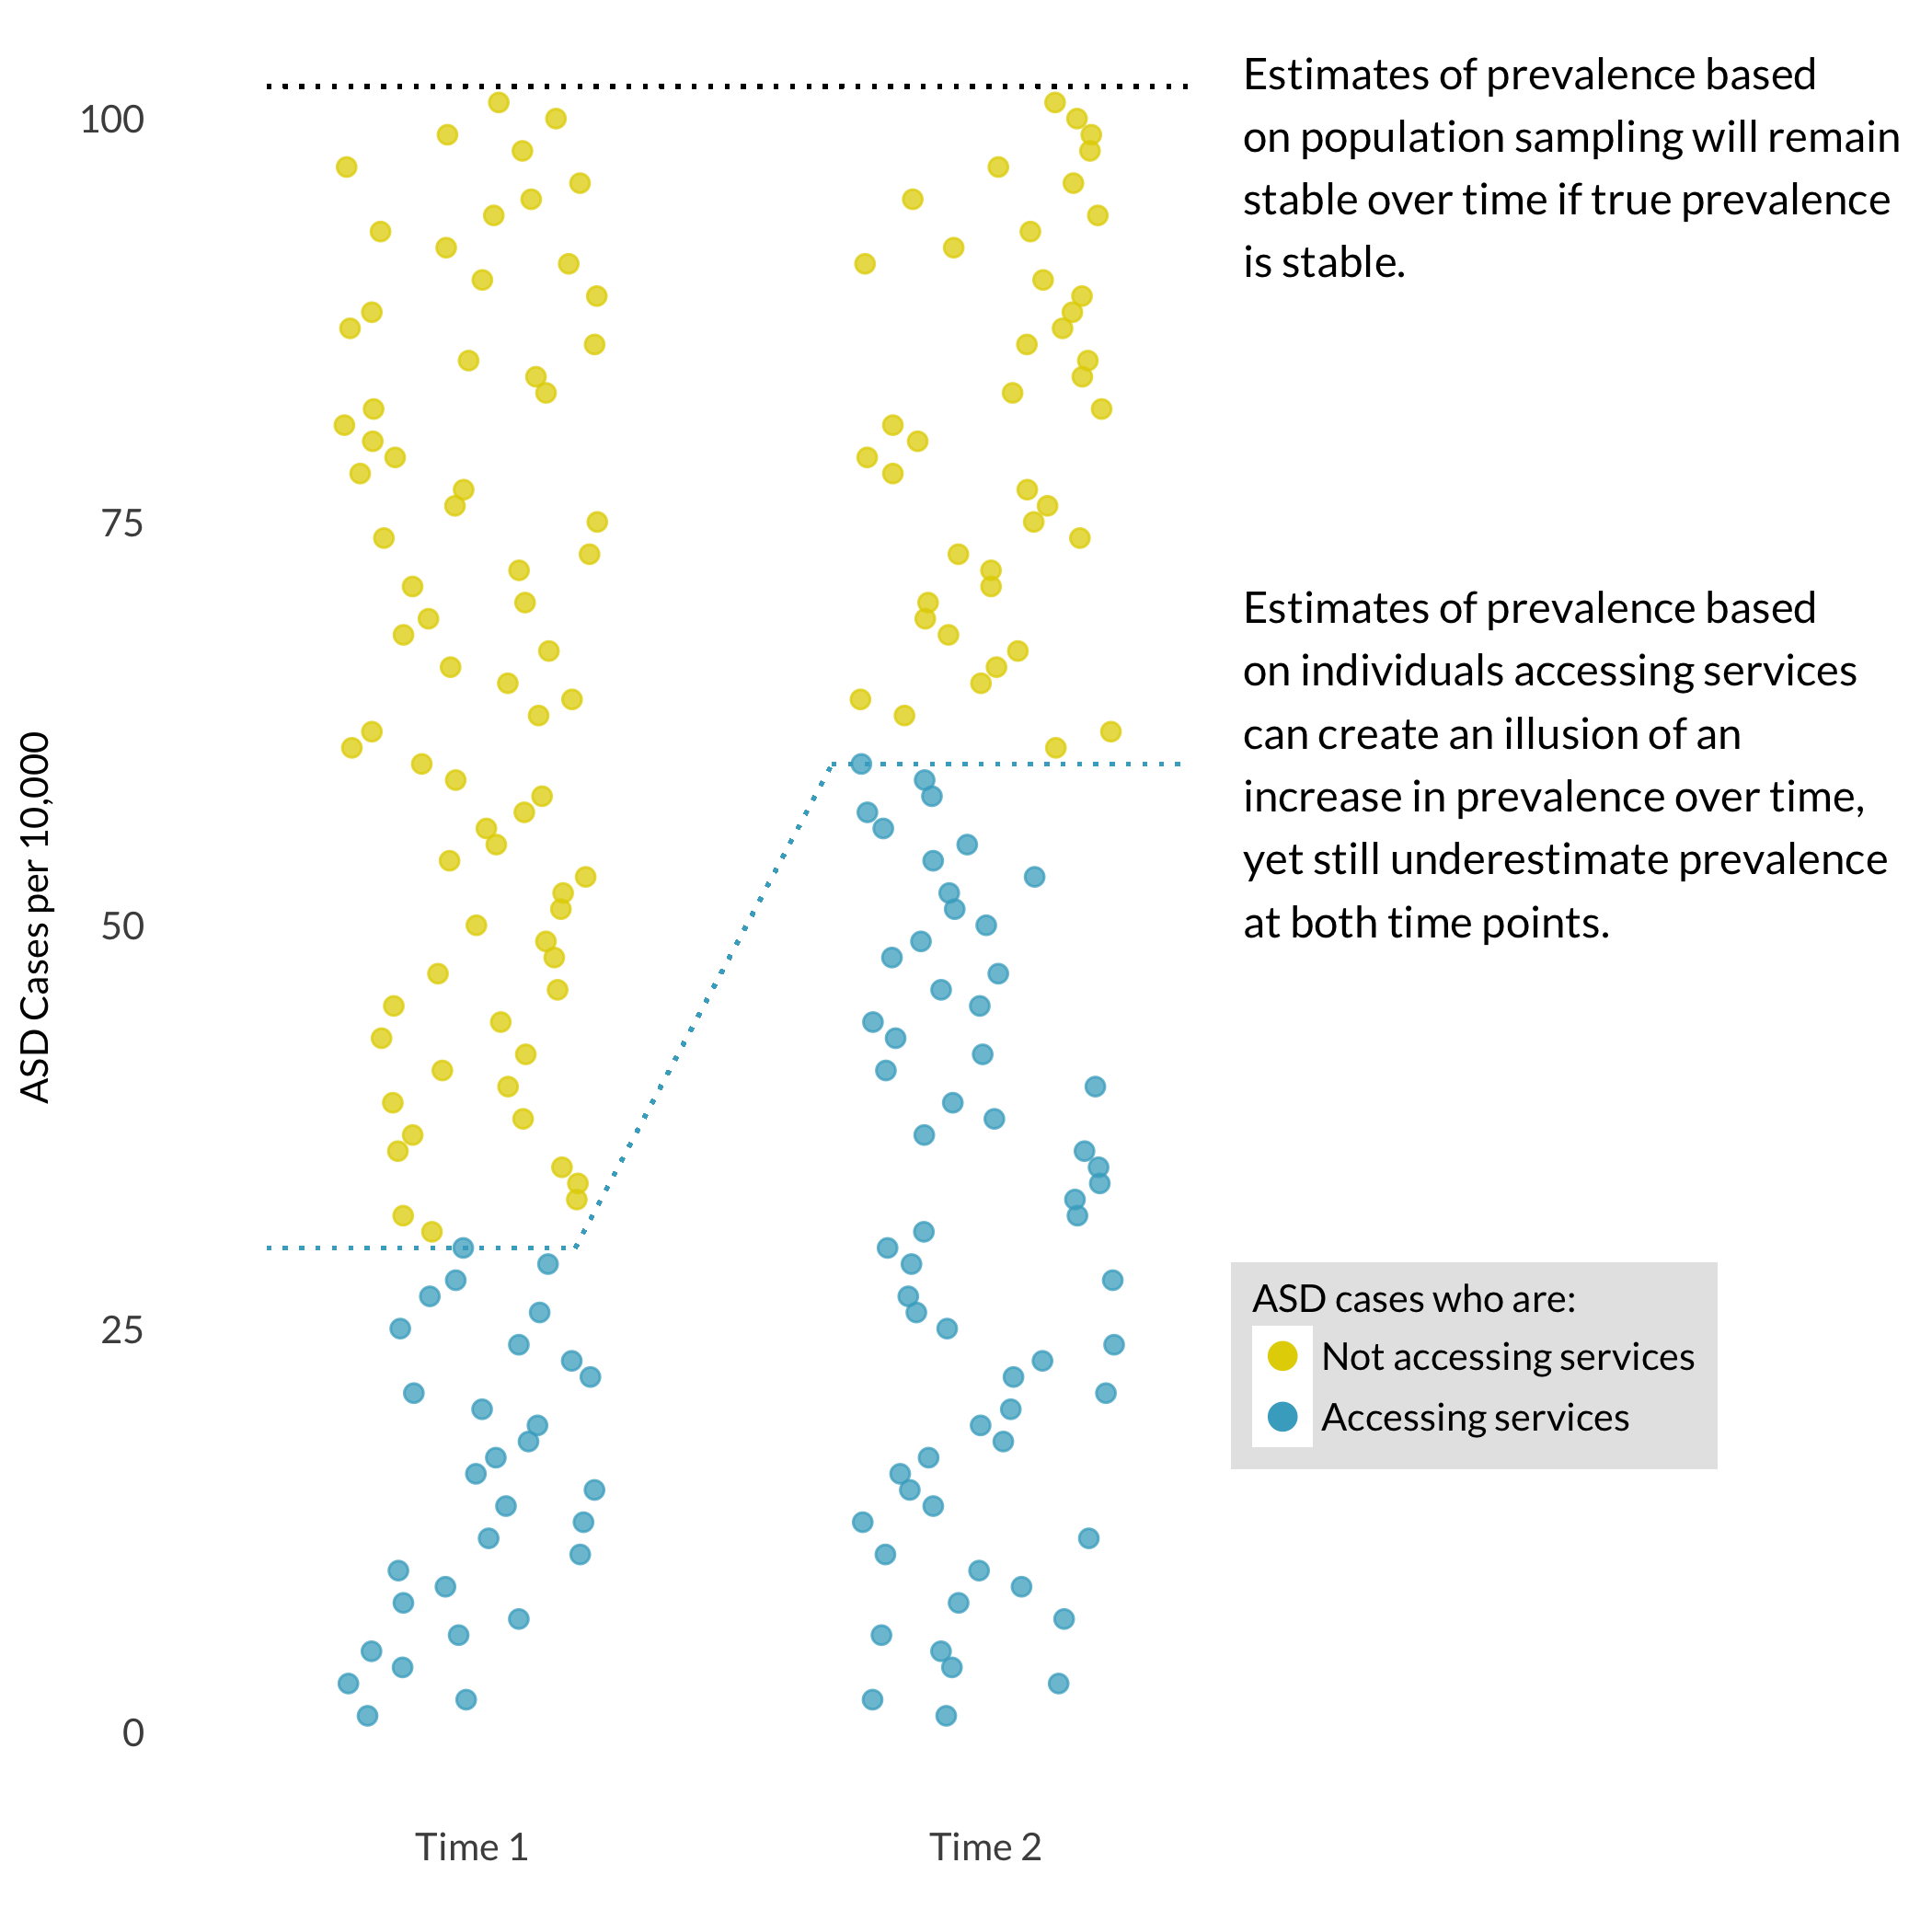 Estimates of prevalence based
on population sampling will remain
stable over time if true prevalence
is stable.
Estimates of prevalence based
on individuals accessing services
can create an illusion of an
increase in prevalence over time,
yet still underestimate prevalence
at both time points.
ASD Cases per 10,000
100
75
50
25
0
Time 1
Time 2
ASD cases who are:
Not accessing services
Accessing services